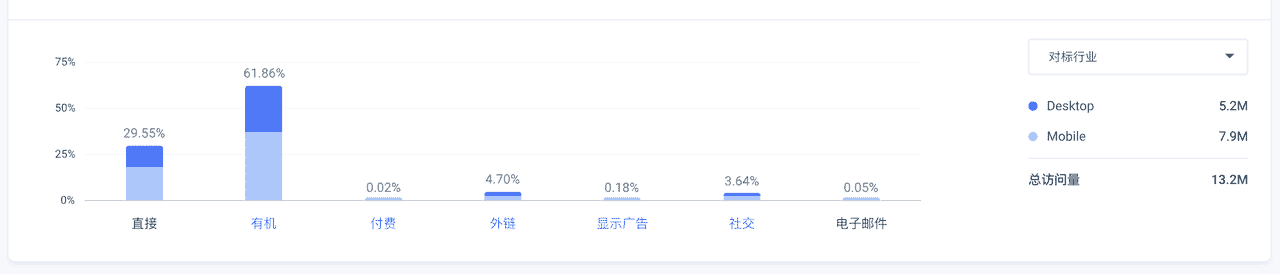 对标行业
75%
50%
25%
0%
29.55%
61.86%
0.02%
4.70%
0.18%
3.64%
0.05%
直接
有机
付费
外链
显示广告
社交
电子邮件
Desktop 5.2M
Mobile 7.9M
总访问量 13.2M